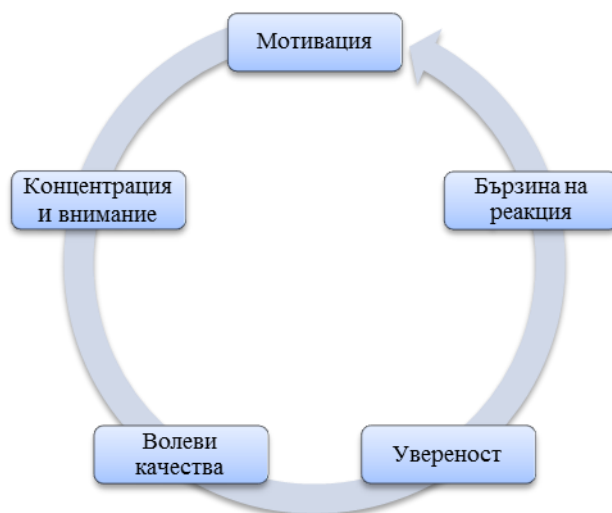 Мотивация
Концентрация
и внимание
Бързина на
реакция
Волеви
качества
Увереност